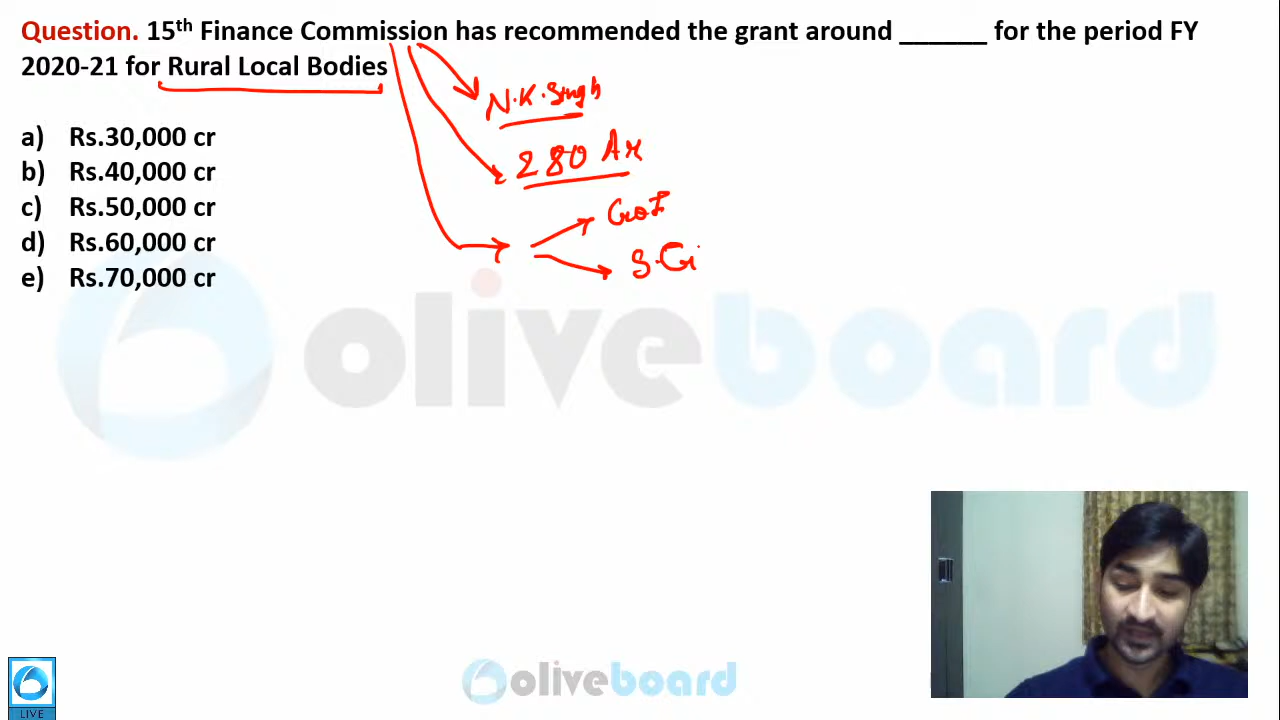 Question. 15th Finance Commission has recommended the grant around ______ for the period FY
2020-21 for Rural Local Bodies
N.K.Singh
a) Rs.30,000 cr
280 Ar
b) Rs.40,000 cr
c) Rs.50,000 cr
GoI
d) Rs.60,000 cr
S.G
e) Rs.70,000 cr
oliveboard
oliveboard
LIVE